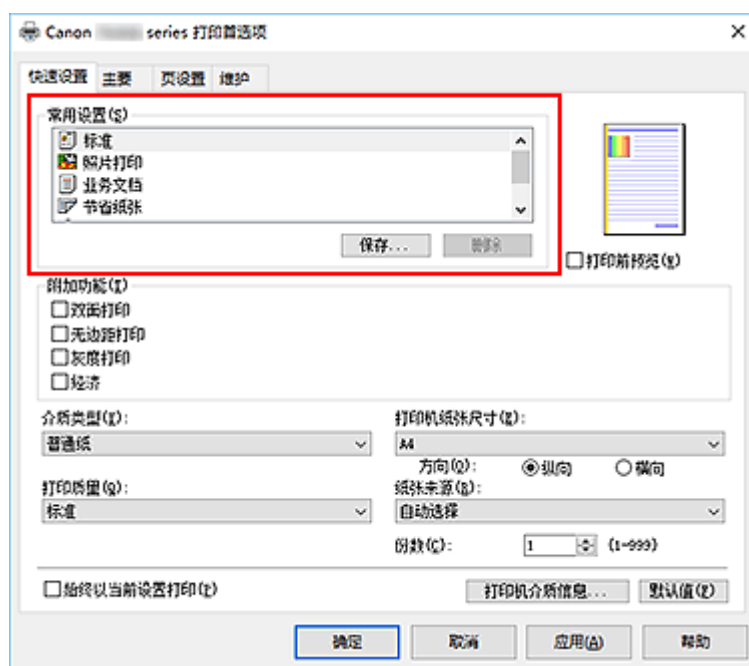 Canon series 打印首选项
快速设置 主要 页设置 维护
常用设置(S)
标准
照片打印
业务文档
节省纸张
保存... 删除
打印前预览(W)
附加功能(T)
双面打印
无边距打印
灰度打印
经济
介质类型(Y): 打印机纸张尺寸(Z):
普通纸 A4
方向(O): 纵向 横向
打印质量(Q): 纸张来源(R):
标准 自动选择
份数(C): 1 (1-999)
始终以当前设置打印(P) 打印机介质信息... 默认值(F)
确定 取消 应用(A) 帮助